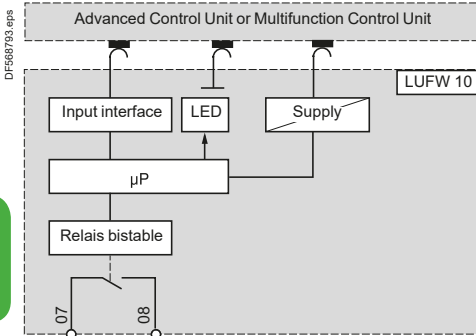 DF568793.eps
Advanced Control Unit or Multifunction Control Unit
LUFW 10
Input interface
LED
Supply
µP
Relais bistable
07
08